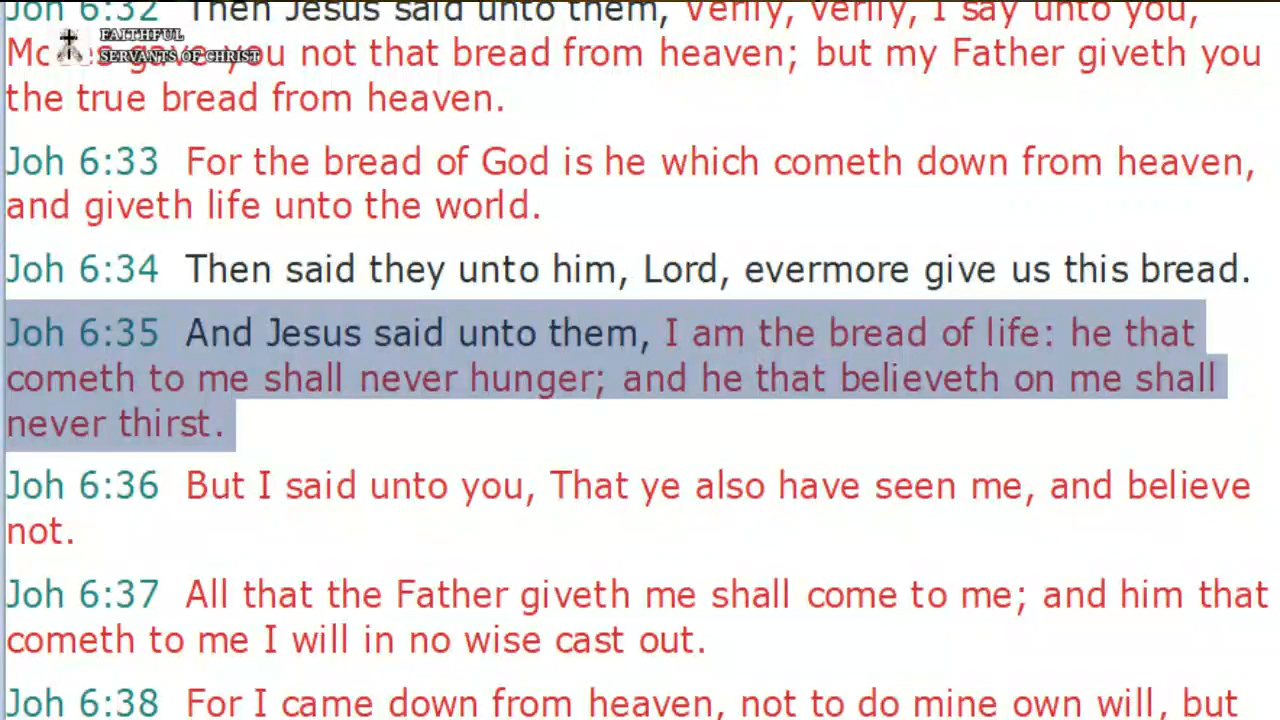 Joh 6:32 Then Jesus said unto them, Verily, verily, I say unto you,
FAITHFUL
SERVANTS OF CHRIST
Moses gave you not that bread from heaven; but my Father giveth you
the true bread from heaven.
Joh 6:33 For the bread of God is he which cometh down from heaven,
and giveth life unto the world.
Joh 6:34 Then said they unto him, Lord, evermore give us this bread.
Joh 6:35 And Jesus said unto them, I am the bread of life: he that
cometh to me shall never hunger; and he that believeth on me shall
never thirst.
Joh 6:36 But I said unto you, That ye also have seen me, and believe
not.
Joh 6:37 All that the Father giveth me shall come to me; and him that
cometh to me I will in no wise cast out.
Joh 6:38 For I came down from heaven, not to do mine own will, but